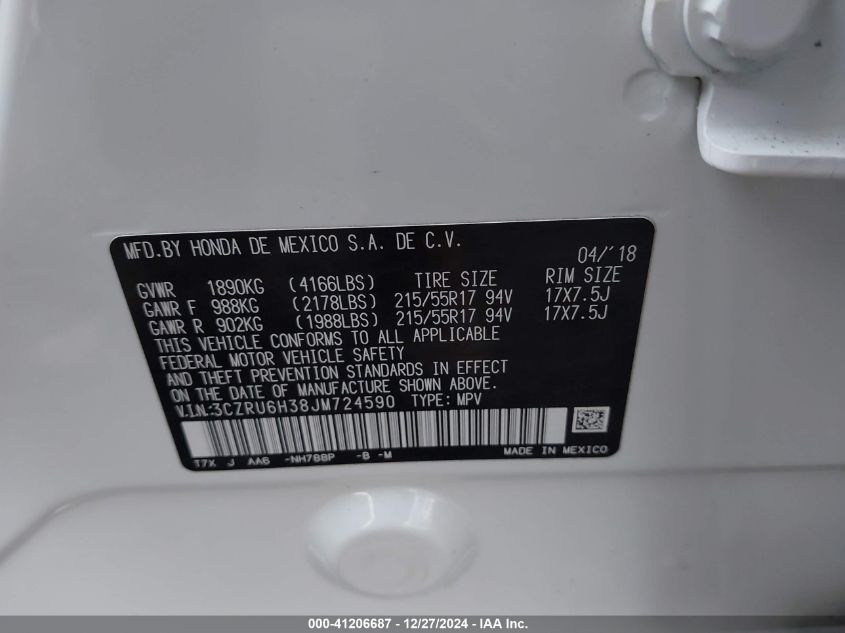 MFD.BY HONDA DE MEXICO S.A. DE C.V.
04/'18
GVWR 1890KG (4166LBS) TIRE SIZE RIM SIZE
GAWR F 988KG (2178LBS) 215/55R17 94V 17X7.5J
GAWR R 902KG (1988LBS) 215/55R17 94V 17X7.5J
THIS VEHICLE CONFORMS TO ALL APPLICABLE
FEDERAL MOTOR VEHICLE SAFETY
AND THEFT PREVENTION STANDARDS IN EFFECT
ON THE DATE OF MANUFACTURE SHOWN ABOVE.
V.I.N:3CZRU6H38JM724590 TYPE: MPV
T7X J AA6 -NH788P -B -M
MADE IN MEXICO
000-41206687 - 12/27/2024 - IAA Inc.